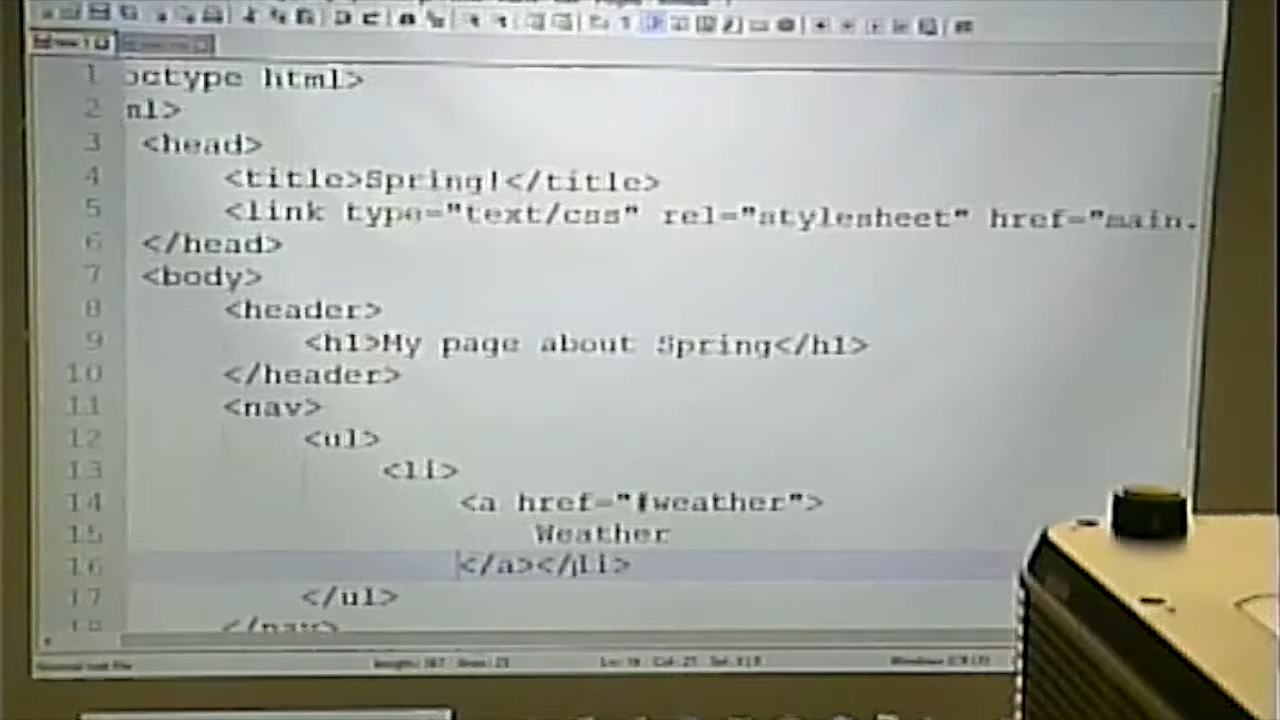 1 octype html>
2 ml>
3 <head>
4 <title>Spring!</title>
5 <link type="text/css" rel="stylesheet" href="main.
6 </head>
7 <body>
8 <header>
9 <h1>My page about Spring</h1>
10 </header>
11 <nav>
12 <ul>
13 <li>
14 <a href="#weather">
15 Weather
16 </a></li>
17 </ul>
18 </nav>